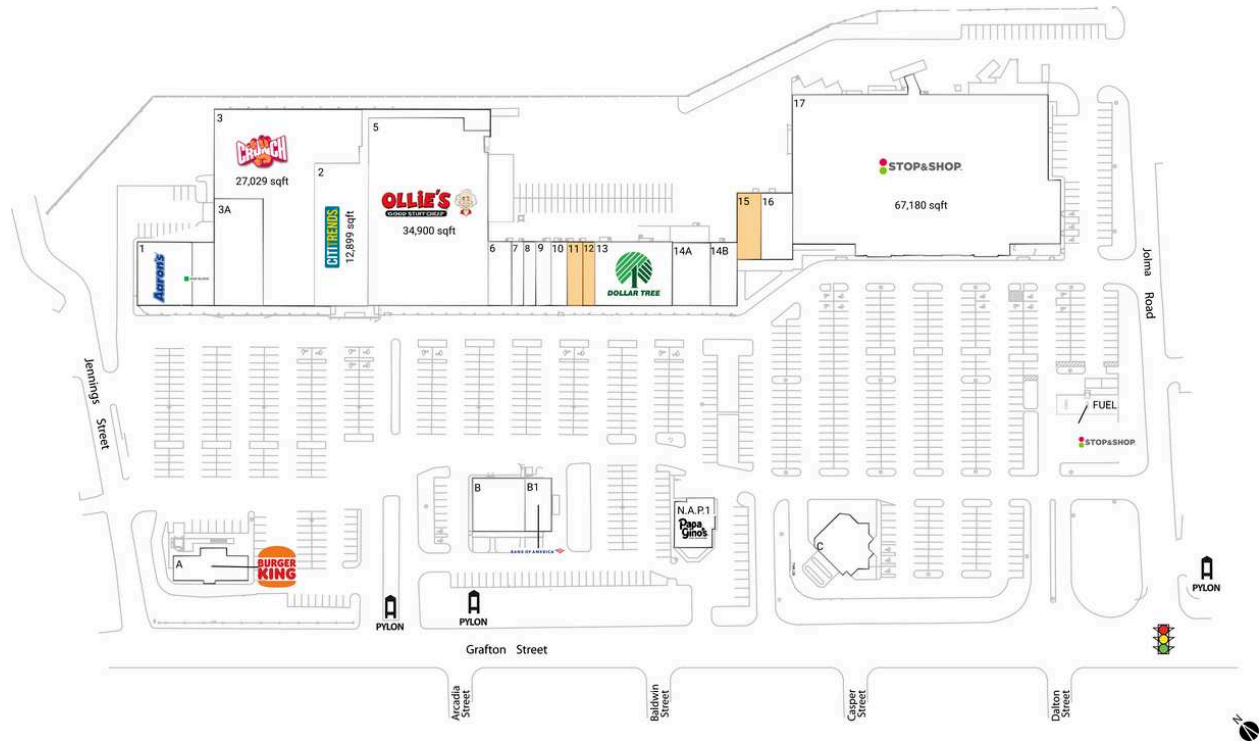 17
STOP&SHOP
67,180 sqft
3
CRUNCH
27,029 sqft
5
OLLIE'S
GOOD STUFF CHEAP
34,900 sqft
2
CITITRENDS
12,899 sqft
3A
15
16
1
Aaron's
6
7
8
9
10
11
12
13
DOLLAR TREE
14A
14B
Jolma Road
Jennings Street
FUEL
STOP&SHOP
B
B1
BANK OF AMERICA
N.A.P.1
Papa
Gino's
C
A
BURGER
KING
PYLON
PYLON
PYLON
Grafton Street
Arcadia
Street
Baldwin
Street
Casper
Street
Dalton
Street
N